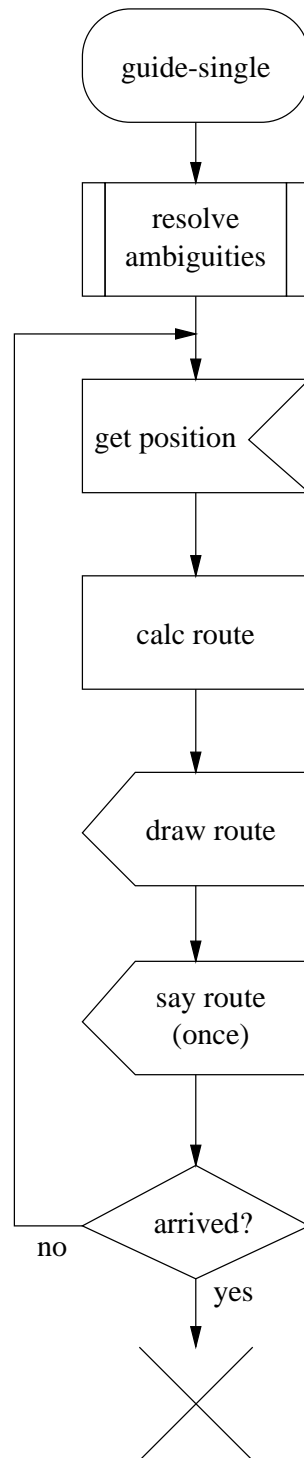 guide-single
resolve
ambiguities
get position
calc route
draw route
say route
(once)
arrived?
no
yes